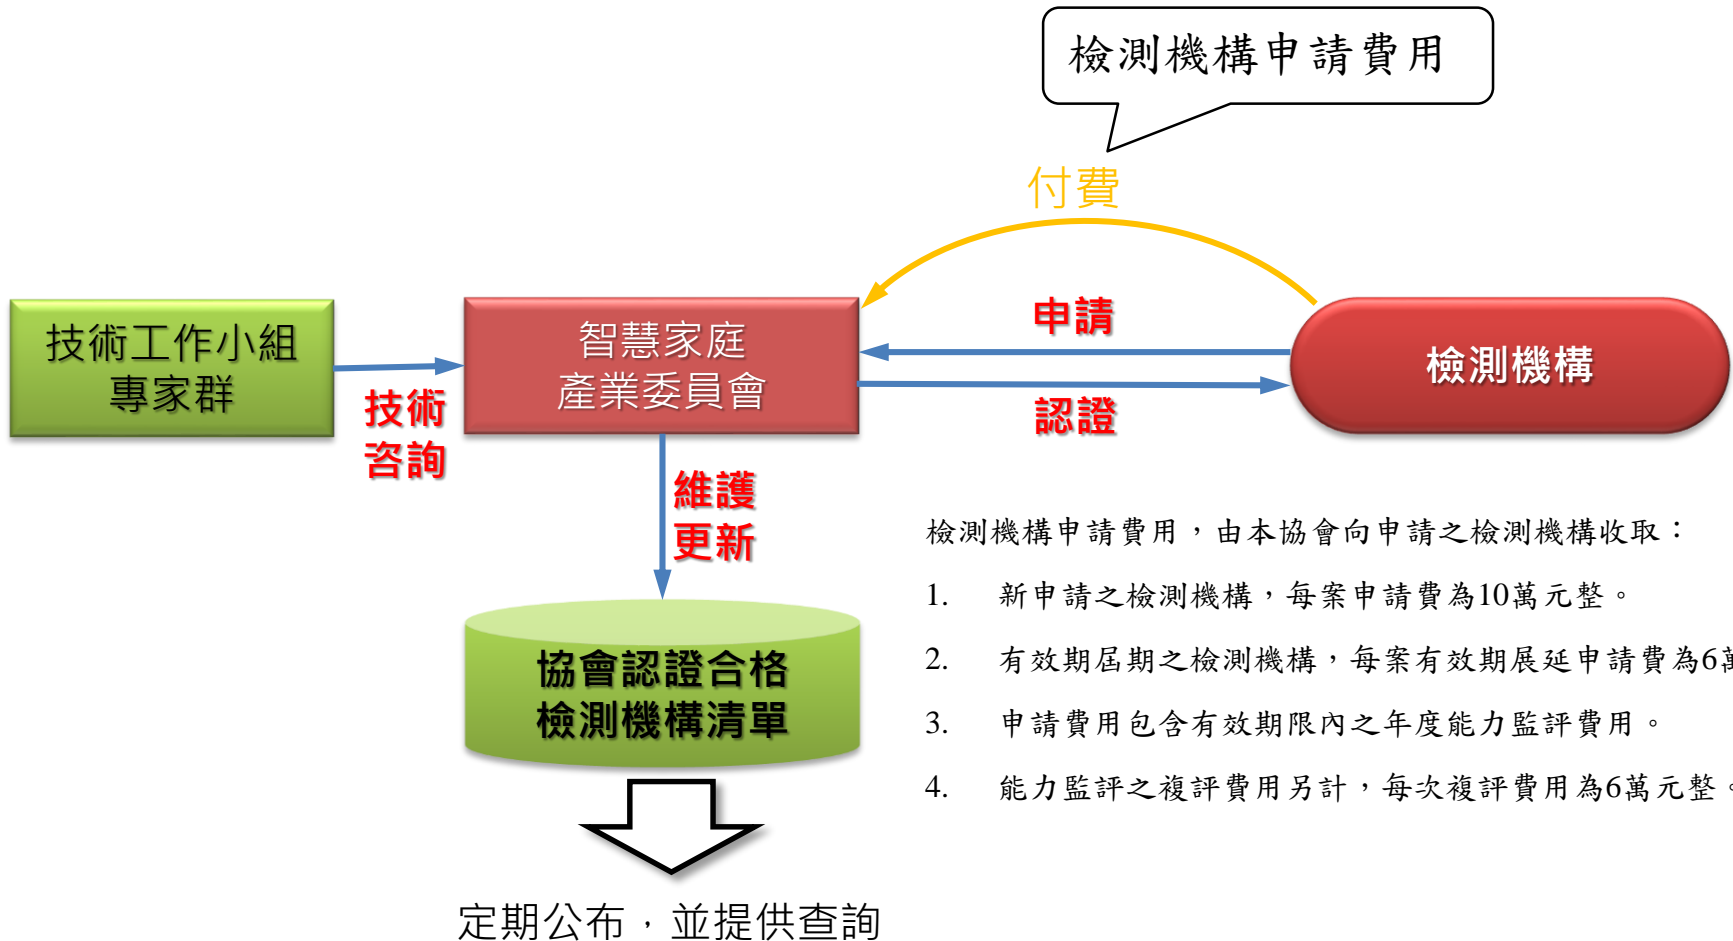 檢測機構申請費用
付費
技術工作小組
專家群
技術
咨詢
智慧家庭
產業委員會
申請
認證
檢測機構
維護
更新
協會認證合格
檢測機構清單
定期公布，並提供查詢
檢測機構申請費用，由本協會向申請之檢測機構收取：
1. 新申請之檢測機構，每案申請費為10萬元整。
2. 有效期屆期之檢測機構，每案有效期展延申請費為6萬
3. 申請費用包含有效期限內之年度能力監評費用。
4. 能力監評之複評費用另計，每次複評費用為6萬元整。